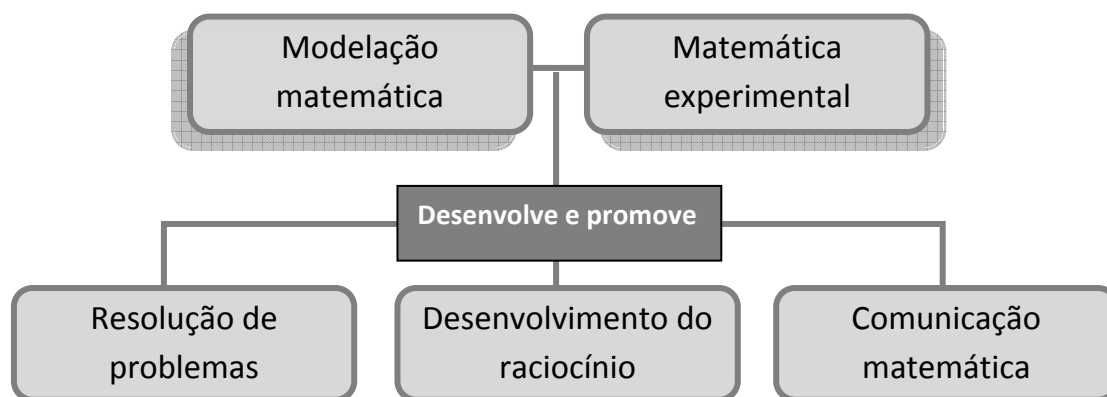 Modelação
matemática
Matemática
experimental
Desenvolve e promove
Resolução de
problemas
Desenvolvimento do
raciocínio
Comunicação
matemática